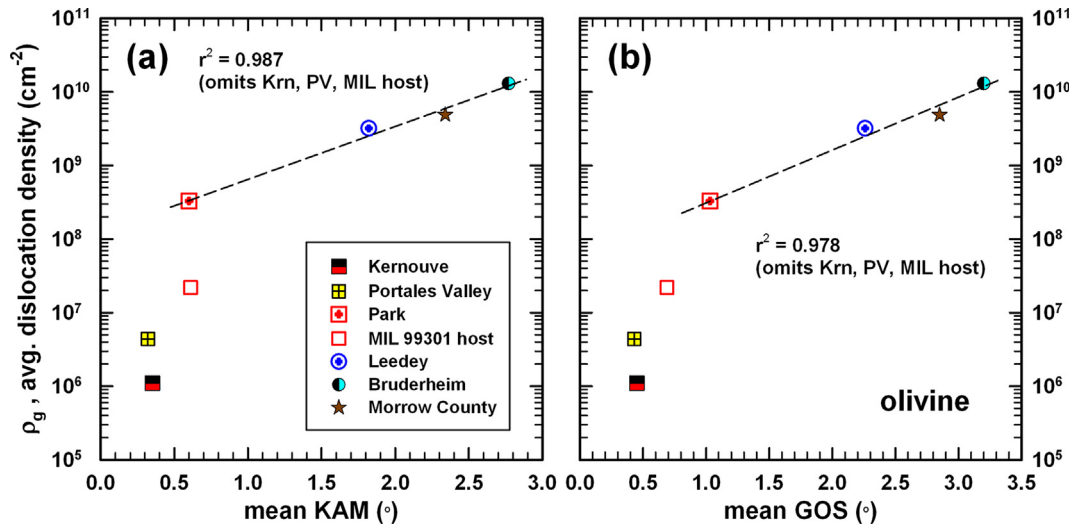 (a)
r² = 0.987
(omits Krn, PV, MIL host)
ρg , avg. dislocation density (cm⁻²)
10¹¹
10¹⁰
10⁹
10⁸
10⁷
10⁶
10⁵
Kernouve
Portales Valley
Park
MIL 99301 host
Leedey
Bruderheim
Morrow County
0.0 0.5 1.0 1.5 2.0 2.5 3.0
mean KAM (°)
(b)
r² = 0.978
(omits Krn, PV, MIL host)
olivine
10¹¹
10¹⁰
10⁹
10⁸
10⁷
10⁶
10⁵
0.0 0.5 1.0 1.5 2.0 2.5 3.0 3.5
mean GOS (°)